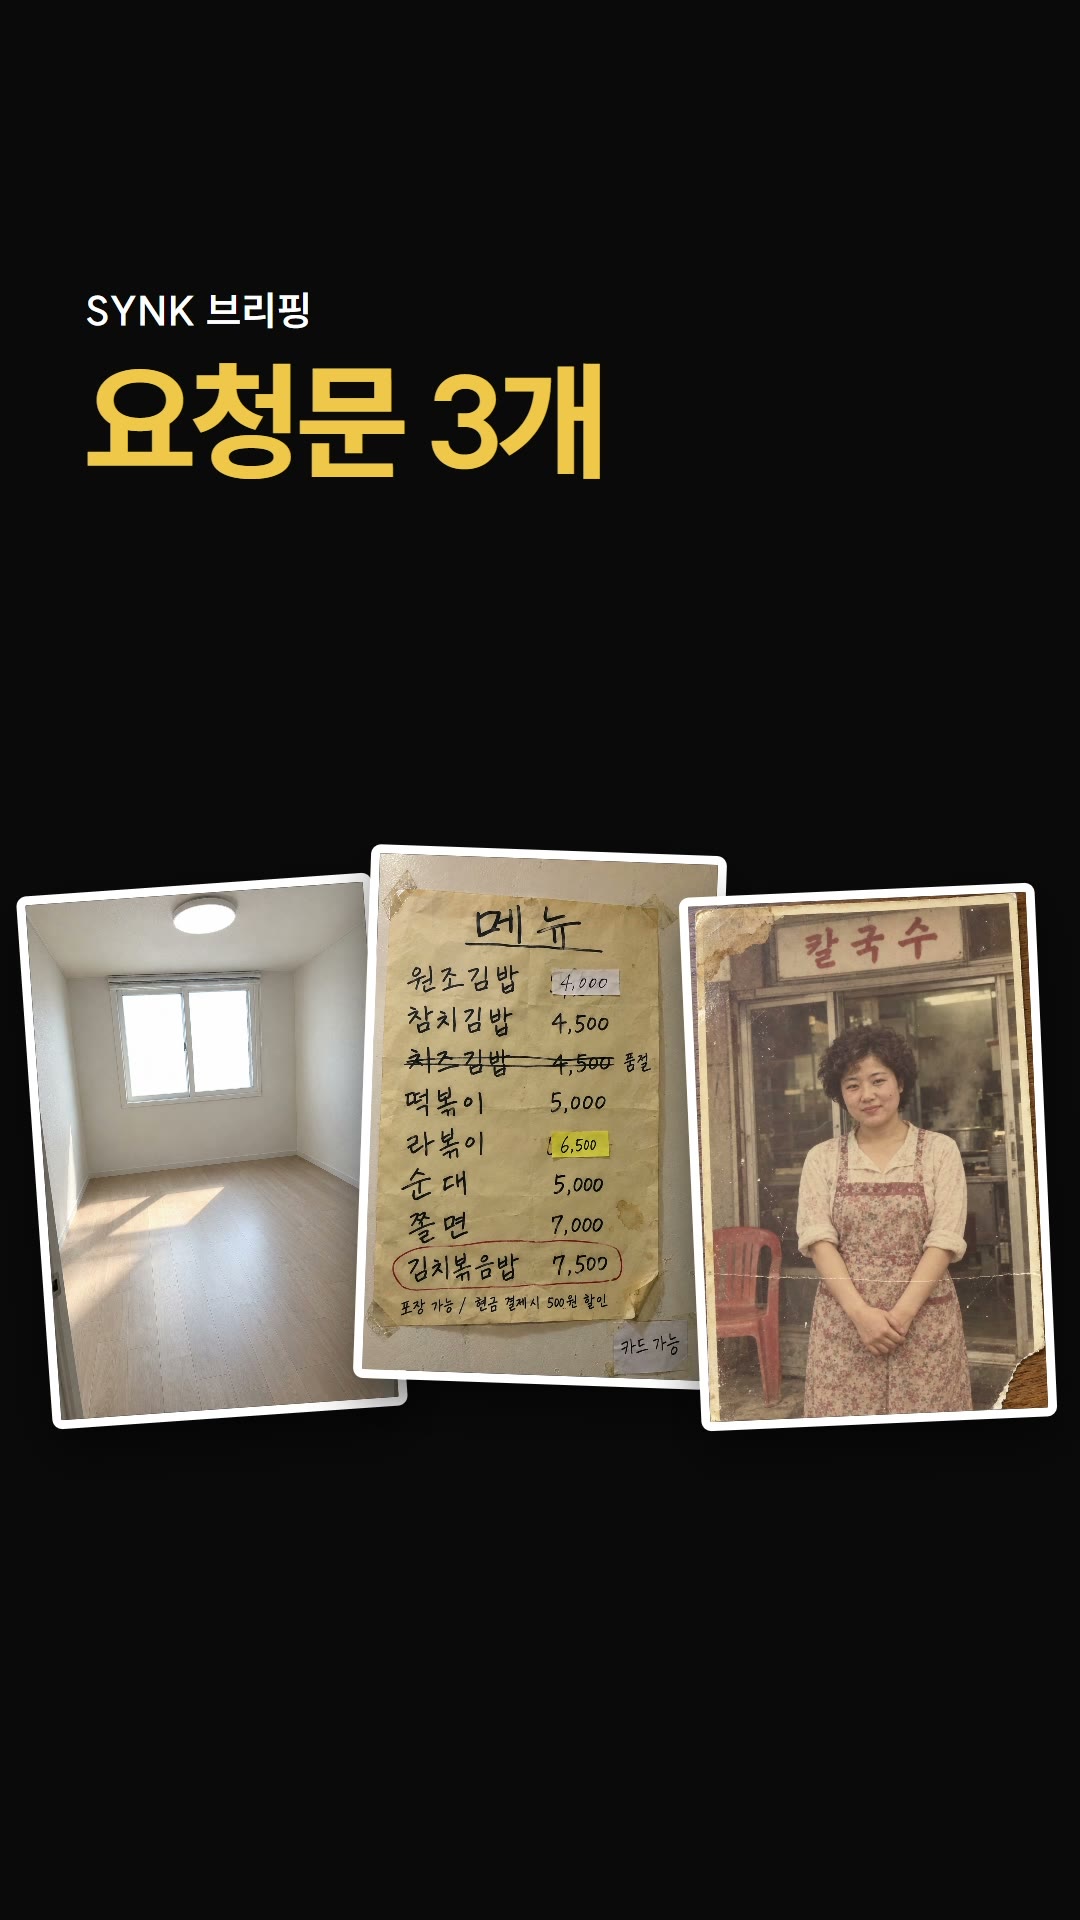 SYNK 브리핑
요청문 3개
메뉴
원조김밥 4,000
참치김밥 4,500
치즈김밥 4,500 품절
떡볶이 5,000
라볶이 6,500
순대 5,000
쫄면 7,000
김치볶음밥 7,500
포장 가능 / 현금 결제시 500원 할인
카드 가능
칼국수